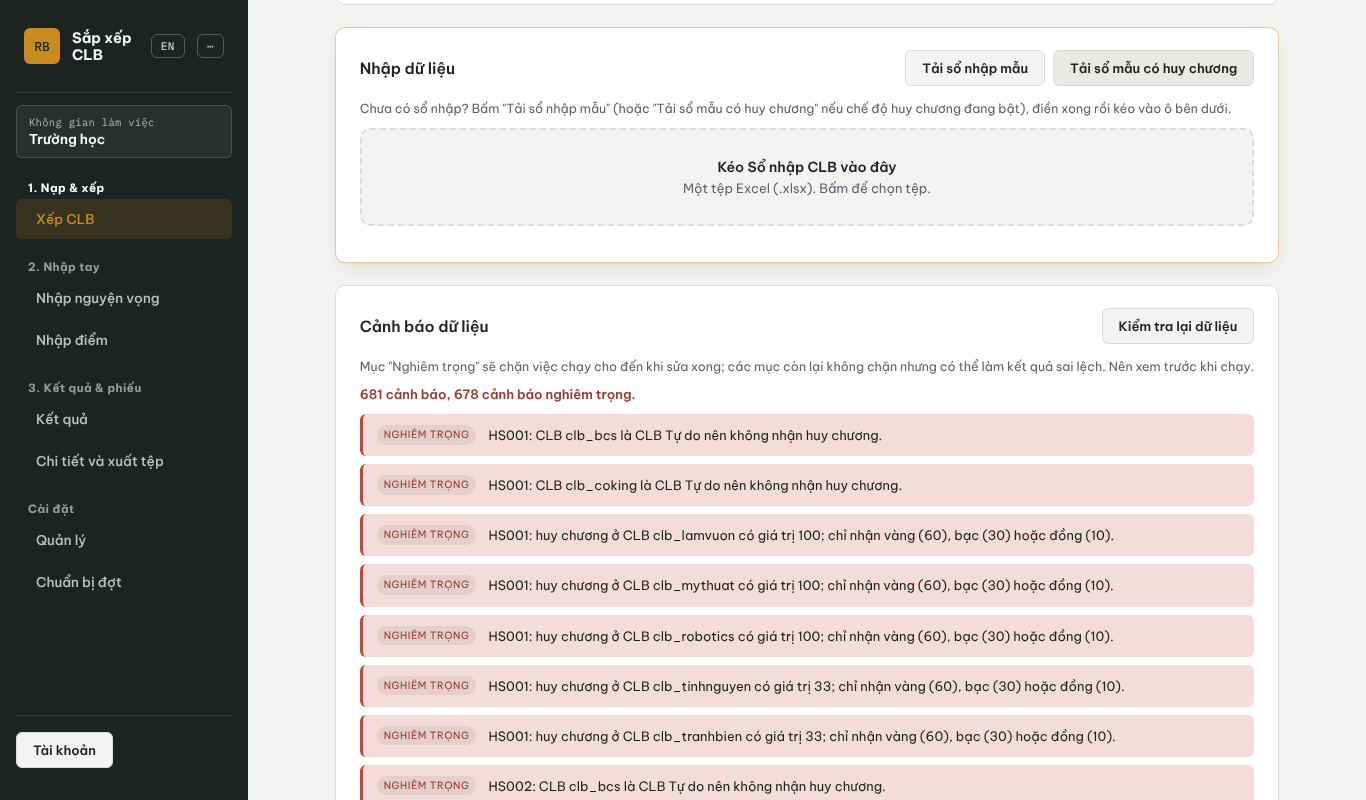 RB
Sắp xếp
CLB
EN
…
Không gian làm việc
Trường học
1. Nạp & xếp
Xếp CLB
2. Nhập tay
Nhập nguyện vọng
Nhập điểm
3. Kết quả & phiếu
Kết quả
Chi tiết và xuất tệp
Cài đặt
Quản lý
Chuẩn bị đợt
Tài khoản
Nhập dữ liệu
Tải sổ nhập mẫu
Tải sổ mẫu có huy chương
Chưa có sổ nhập? Bấm "Tải sổ nhập mẫu" (hoặc "Tải sổ mẫu có huy chương" nếu chế độ huy chương đang bật), điền xong rồi kéo vào ô bên dưới.
Kéo Sổ nhập CLB vào đây
Một tệp Excel (.xlsx). Bấm để chọn tệp.
Cảnh báo dữ liệu
Kiểm tra lại dữ liệu
Mục "Nghiêm trọng" sẽ chặn việc chạy cho đến khi sửa xong; các mục còn lại không chặn nhưng có thể làm kết quả sai lệch. Nên xem trước khi chạy.
681 cảnh báo, 678 cảnh báo nghiêm trọng.
NGHIÊM TRỌNG HS001: CLB clb_bcs là CLB Tự do nên không nhận huy chương.
NGHIÊM TRỌNG HS001: CLB clb_coking là CLB Tự do nên không nhận huy chương.
NGHIÊM TRỌNG HS001: huy chương ở CLB clb_lamvuon có giá trị 100; chỉ nhận vàng (60), bạc (30) hoặc đồng (10).
NGHIÊM TRỌNG HS001: huy chương ở CLB clb_mythuat có giá trị 100; chỉ nhận vàng (60), bạc (30) hoặc đồng (10).
NGHIÊM TRỌNG HS001: huy chương ở CLB clb_robotics có giá trị 100; chỉ nhận vàng (60), bạc (30) hoặc đồng (10).
NGHIÊM TRỌNG HS001: huy chương ở CLB clb_tinhnguyen có giá trị 33; chỉ nhận vàng (60), bạc (30) hoặc đồng (10).
NGHIÊM TRỌNG HS001: huy chương ở CLB clb_tranhbien có giá trị 33; chỉ nhận vàng (60), bạc (30) hoặc đồng (10).
NGHIÊM TRỌNG HS002: CLB clb_bcs là CLB Tự do nên không nhận huy chương.